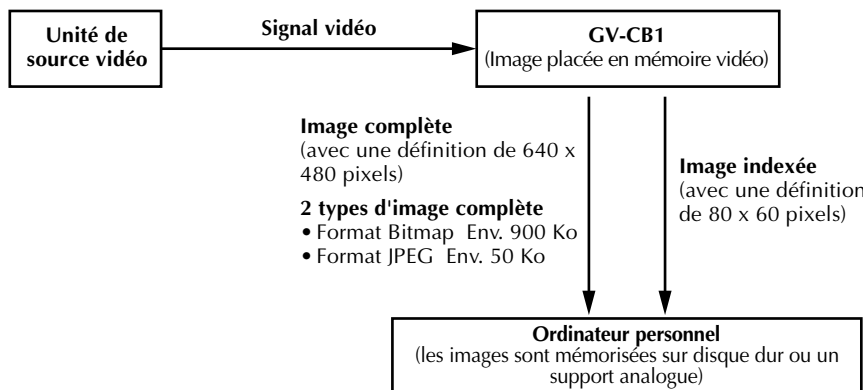 Unité de
source vidéo
Signal vidéo
GV-CB1
(Image placée en mémoire vidéo)
Image complète
(avec une définition de 640 x
480 pixels)
2 types d'image complète
• Format Bitmap Env. 900 Ko
• Format JPEG Env. 50 Ko
Image indexée
(avec une définition
de 80 x 60 pixels)
Ordinateur personnel
(les images sont mémorisées sur disque dur ou un
support analogue)